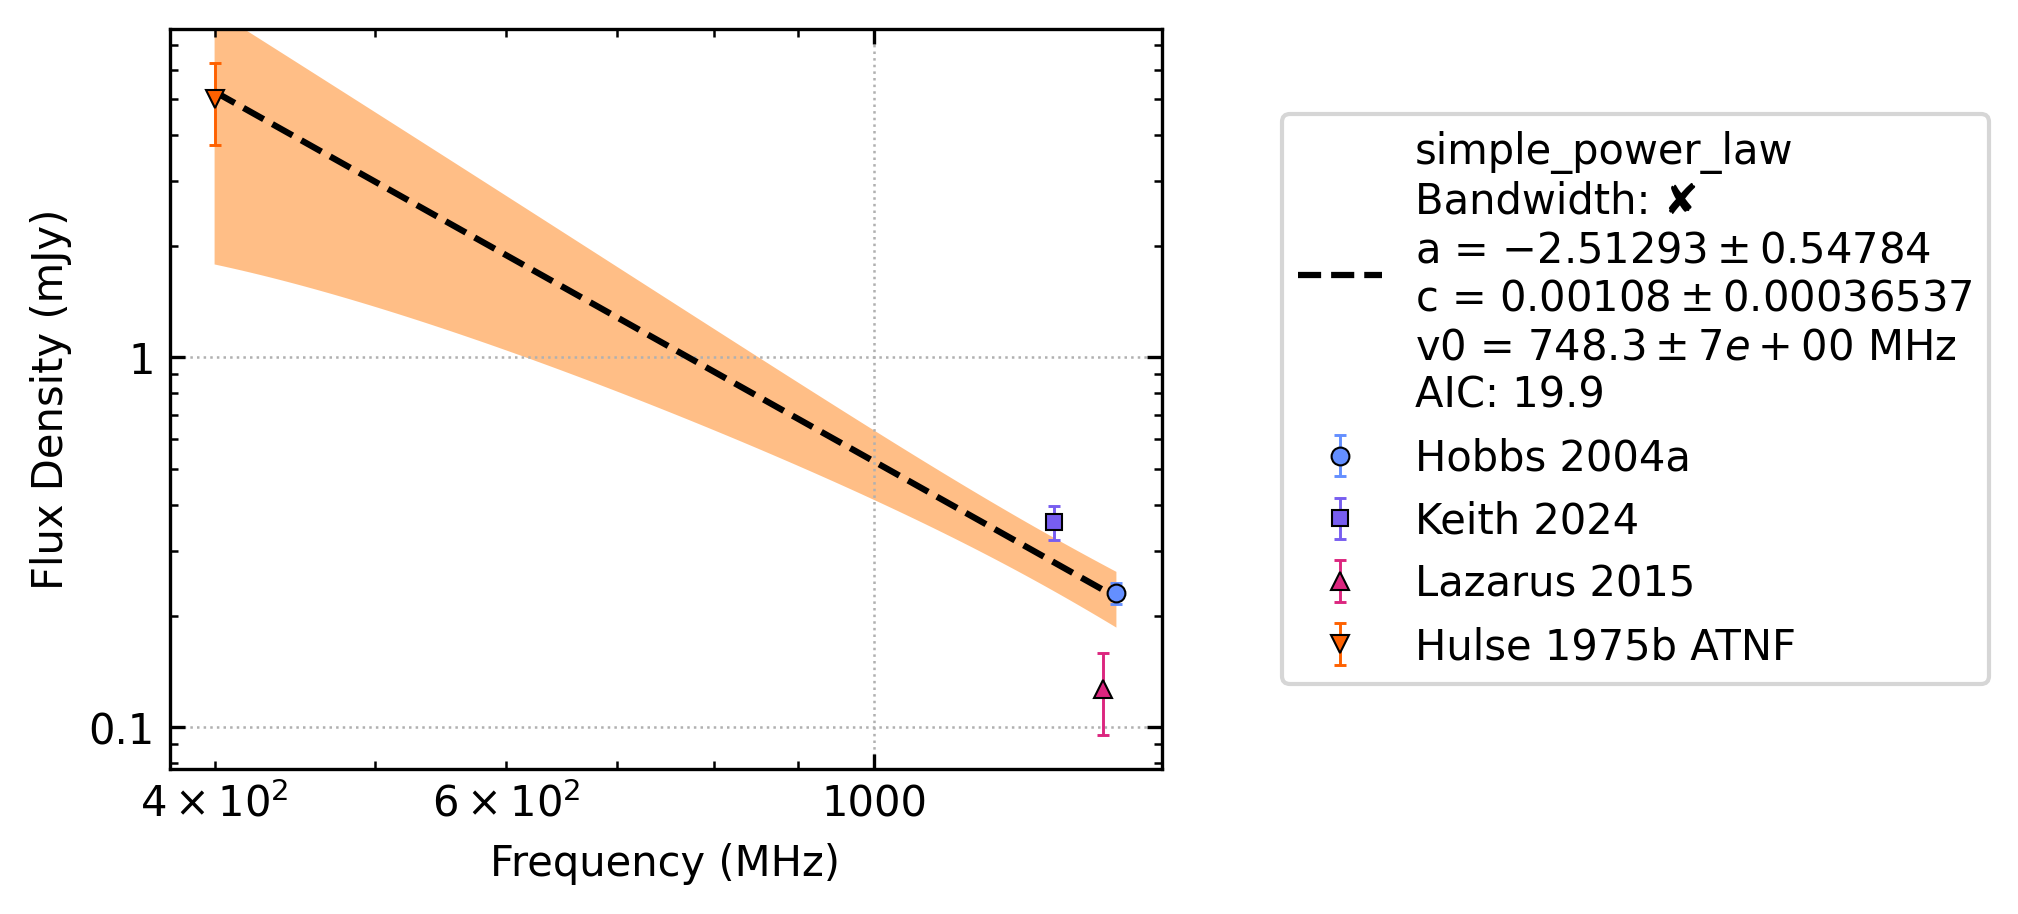 Flux Density (mJy)
1
0.1
4 × 10²
6 × 10²
1000
Frequency (MHz)
simple_power_law
Bandwidth: ✘
a = −2.51293 ± 0.54784
c = 0.00108 ± 0.00036537
v0 = 748.3 ± 7e + 00 MHz
AIC: 19.9
Hobbs 2004a
Keith 2024
Lazarus 2015
Hulse 1975b ATNF